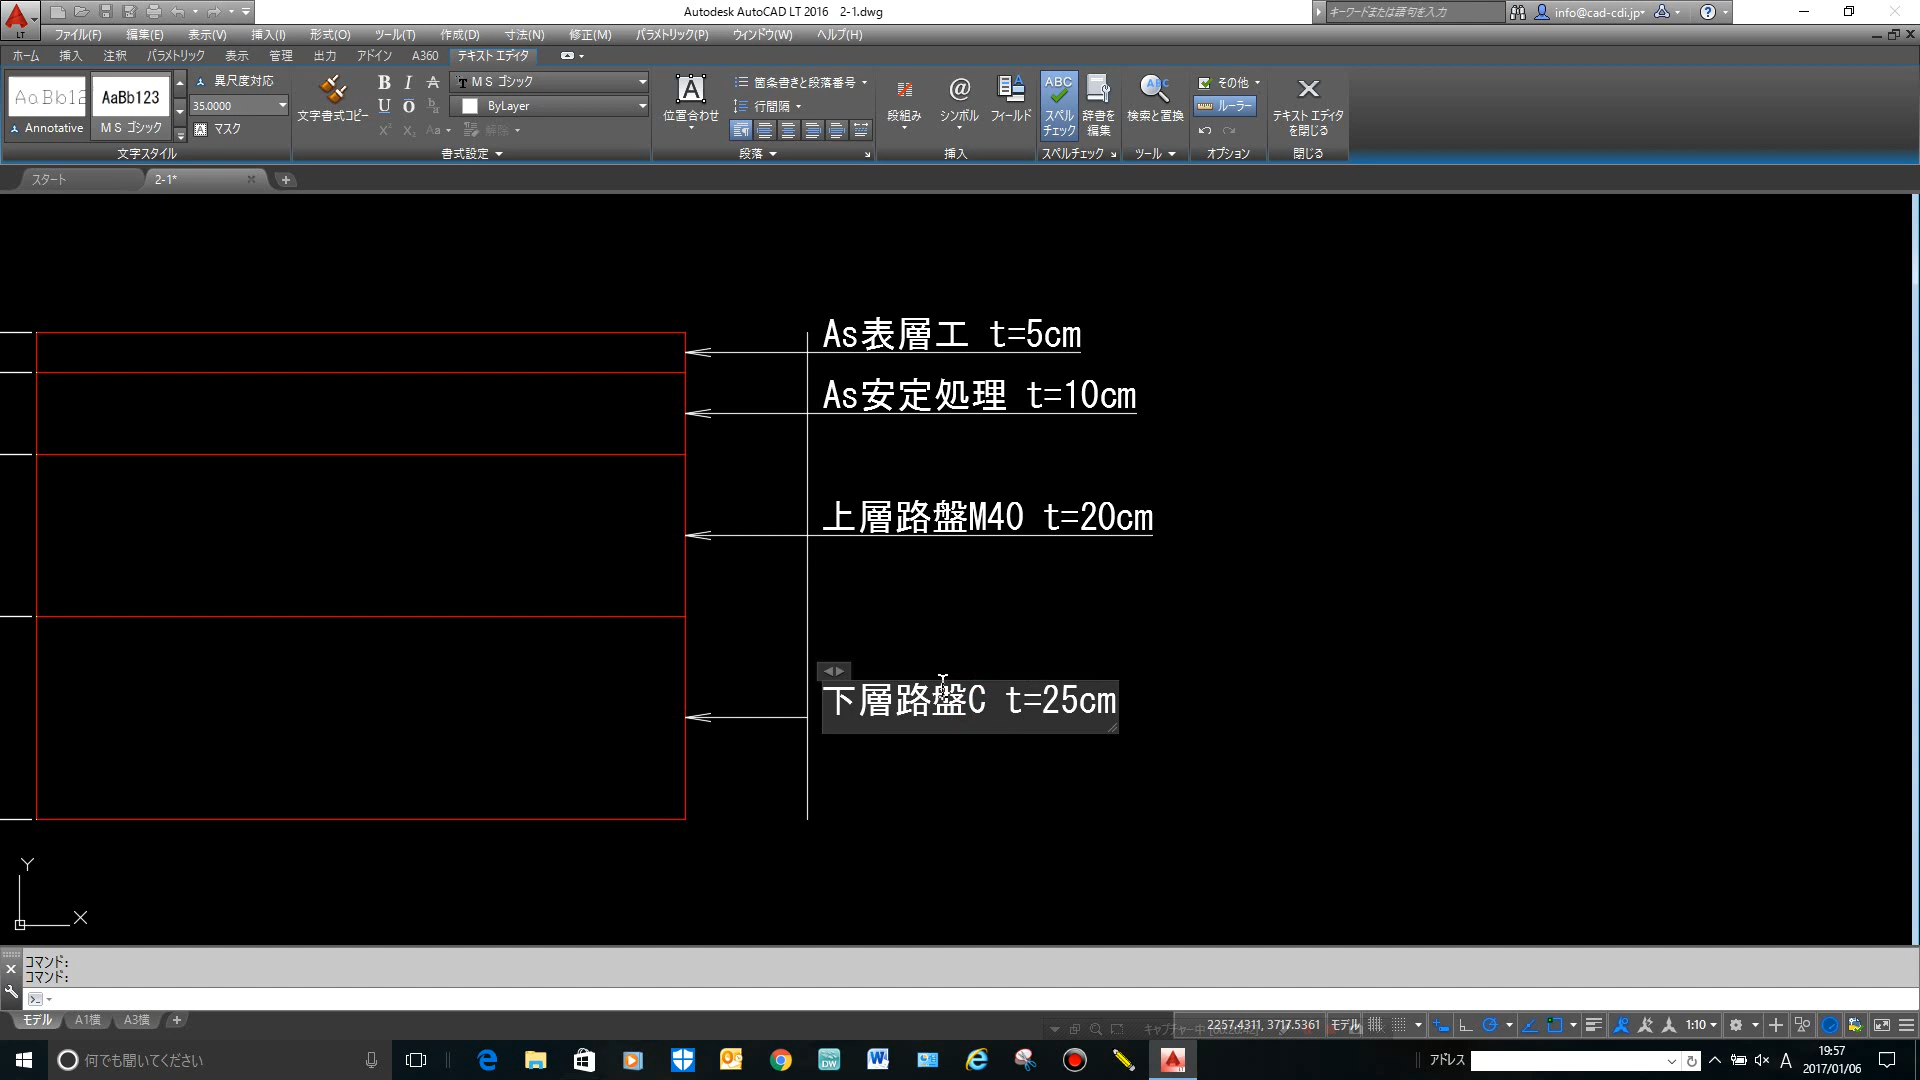 Autodesk AutoCAD LT 2016 2-1.dwg
キーワードまたは語句を入力
info@cad-cdi.jp
ファイル(F) 編集(E) 表示(V) 挿入(I) 形式(O) ツール(T) 作成(D) 寸法(N) 修正(M) パラメトリック(P) ウィンドウ(W) ヘルプ(H)
ホーム 挿入 注釈 パラメトリック 表示 管理 出力 アドイン A360 テキスト エディタ
AaBb12 AaBb123 異尺度対応
35.0000
Annotative MS ゴシック マスク
文字スタイル
文字書式コピー
B I A MS ゴシック
U O ByLayer
Aa 解除
書式設定
位置合わせ
箇条書きと段落番号
行間隔
段落
段組み シンボル フィールド
挿入
ABC スペル チェック 辞書を 編集
スペルチェック
検索と置換
ツール
その他
ルーラー
オプション
テキスト エディタ を閉じる
閉じる
スタート 2-1*
As表層工 t=5cm
As安定処理 t=10cm
上層路盤M40 t=20cm
下層路盤C t=25cm
Y
X
コマンド:
コマンド:
モデル A1横 A3横
2257.4311, 3717.5361 モデル 1:10
何でも聞いてください
アドレス
A
19:57
2017/01/06